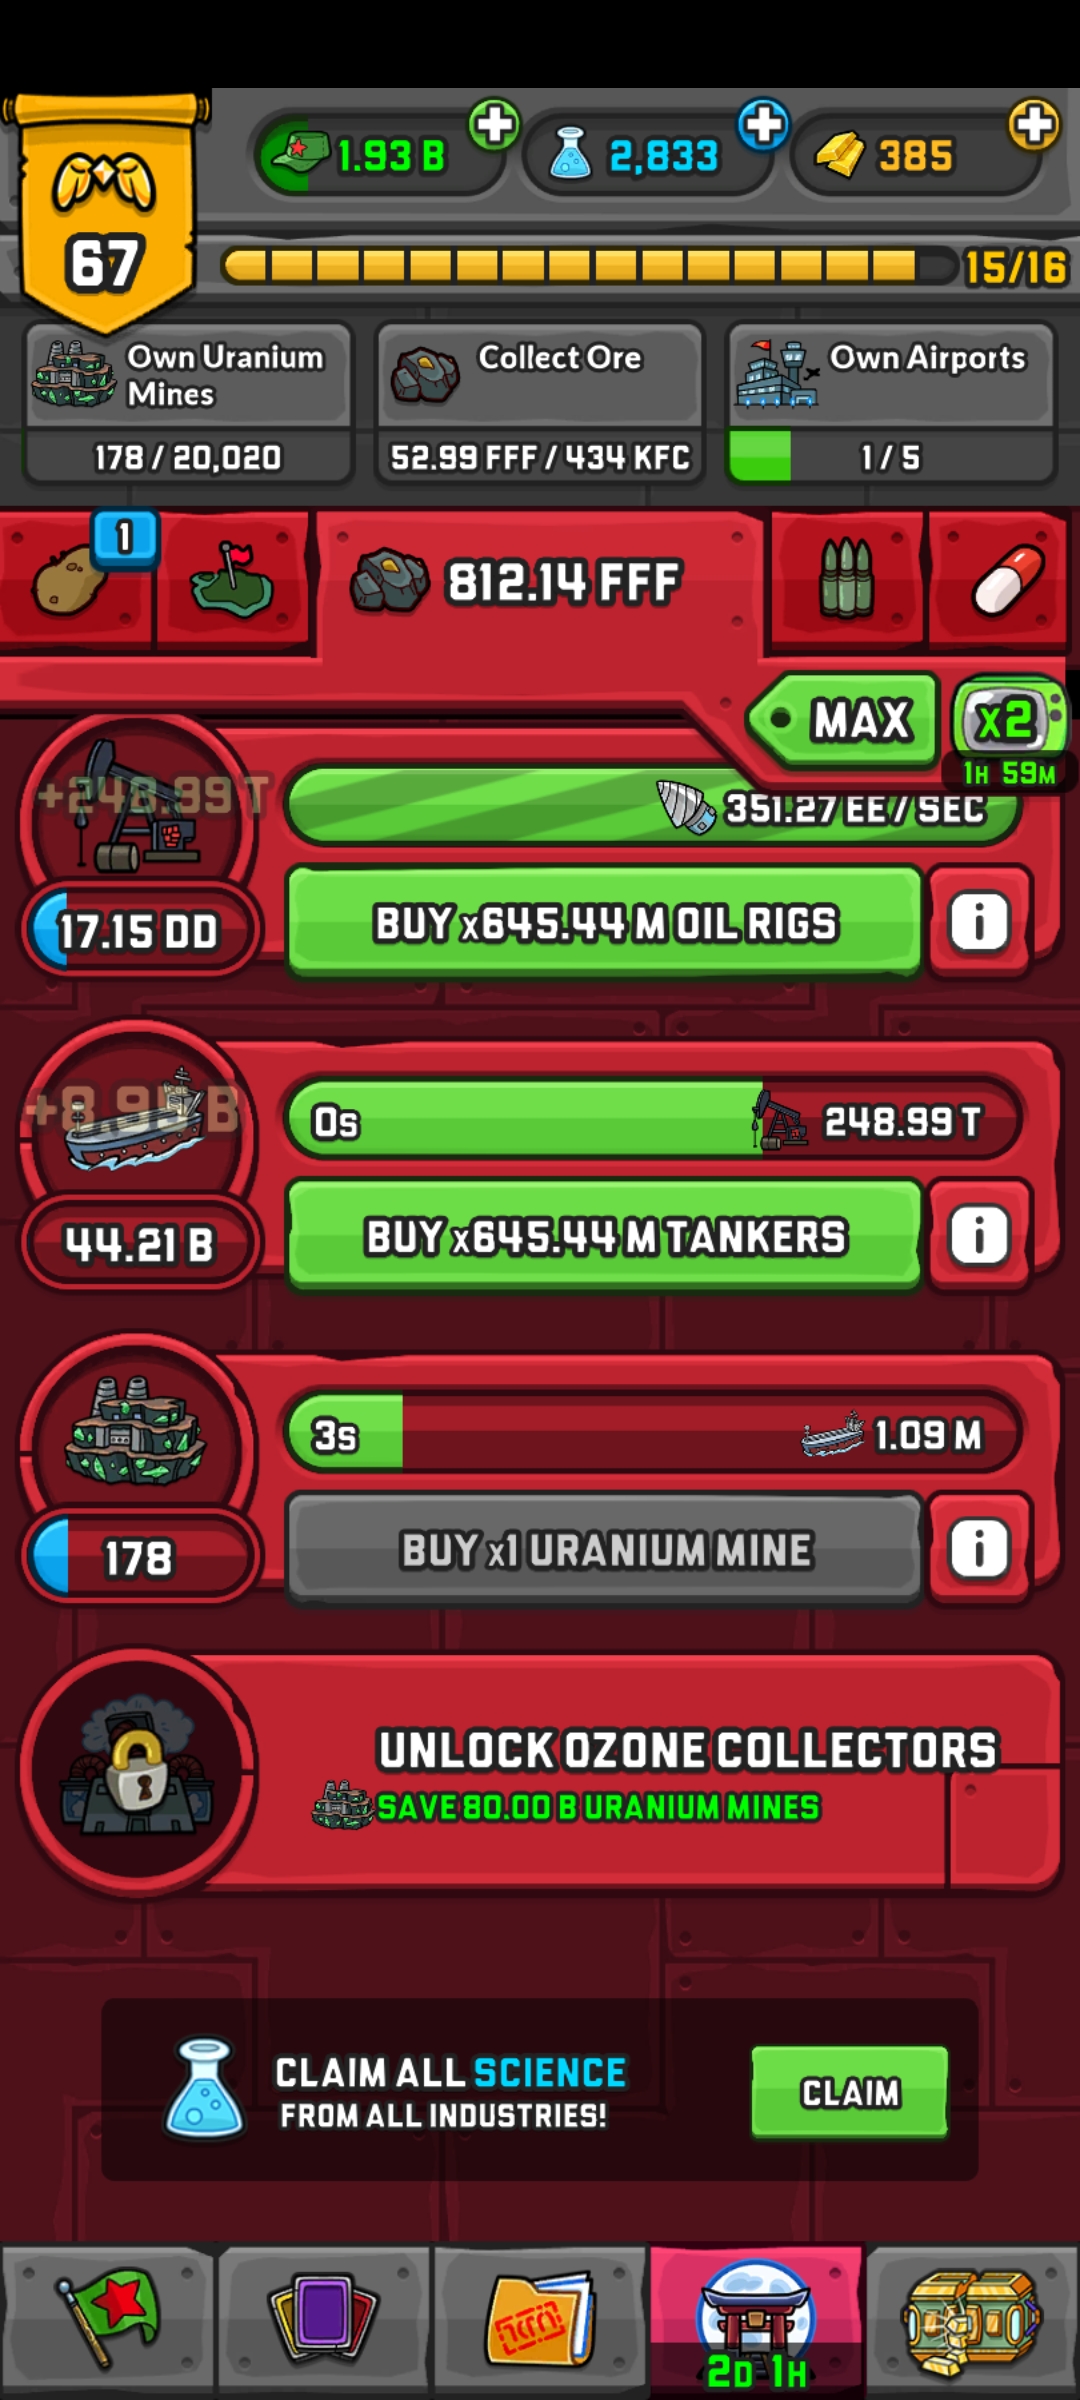 1.93 B
2,833
385
67
15/16
Own Uranium
Mines
178 / 20,020
Collect Ore
52.99 FFF / 434 KFC
Own Airports
1 / 5
1
812.14 FFF
MAX
x2
1H 59M
+248.99 T
351.27 EE / SEC
17.15 DD
BUY x645.44 M OIL RIGS
i
+8.95 B
0s
248.99 T
44.21 B
BUY x645.44 M TANKERS
i
3s
1.09 M
178
BUY x1 URANIUM MINE
i
UNLOCK OZONE COLLECTORS
SAVE 80.00 B URANIUM MINES
CLAIM ALL SCIENCE
FROM ALL INDUSTRIES!
CLAIM
2D 1H